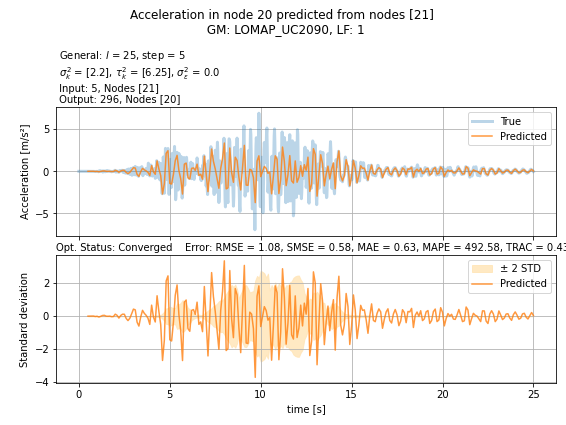 Acceleration in node 20 predicted from nodes [21]
GM: LOMAP_UC2090, LF: 1
General: l = 25, step = 5
σ²ₖ = [2.2], τ²ₖ = [6.25], σ²ε = 0.0
Input: 5, Nodes [21]
Output: 296, Nodes [20]
True
Predicted
5
0
−5
Acceleration [m/s²]
Opt. Status: Converged Error: RMSE = 1.08, SMSE = 0.58, MAE = 0.63, MAPE = 492.58, TRAC = 0.43
± 2 STD
Predicted
2
0
−2
−4
Standard deviation
0 5 10 15 20 25
time [s]